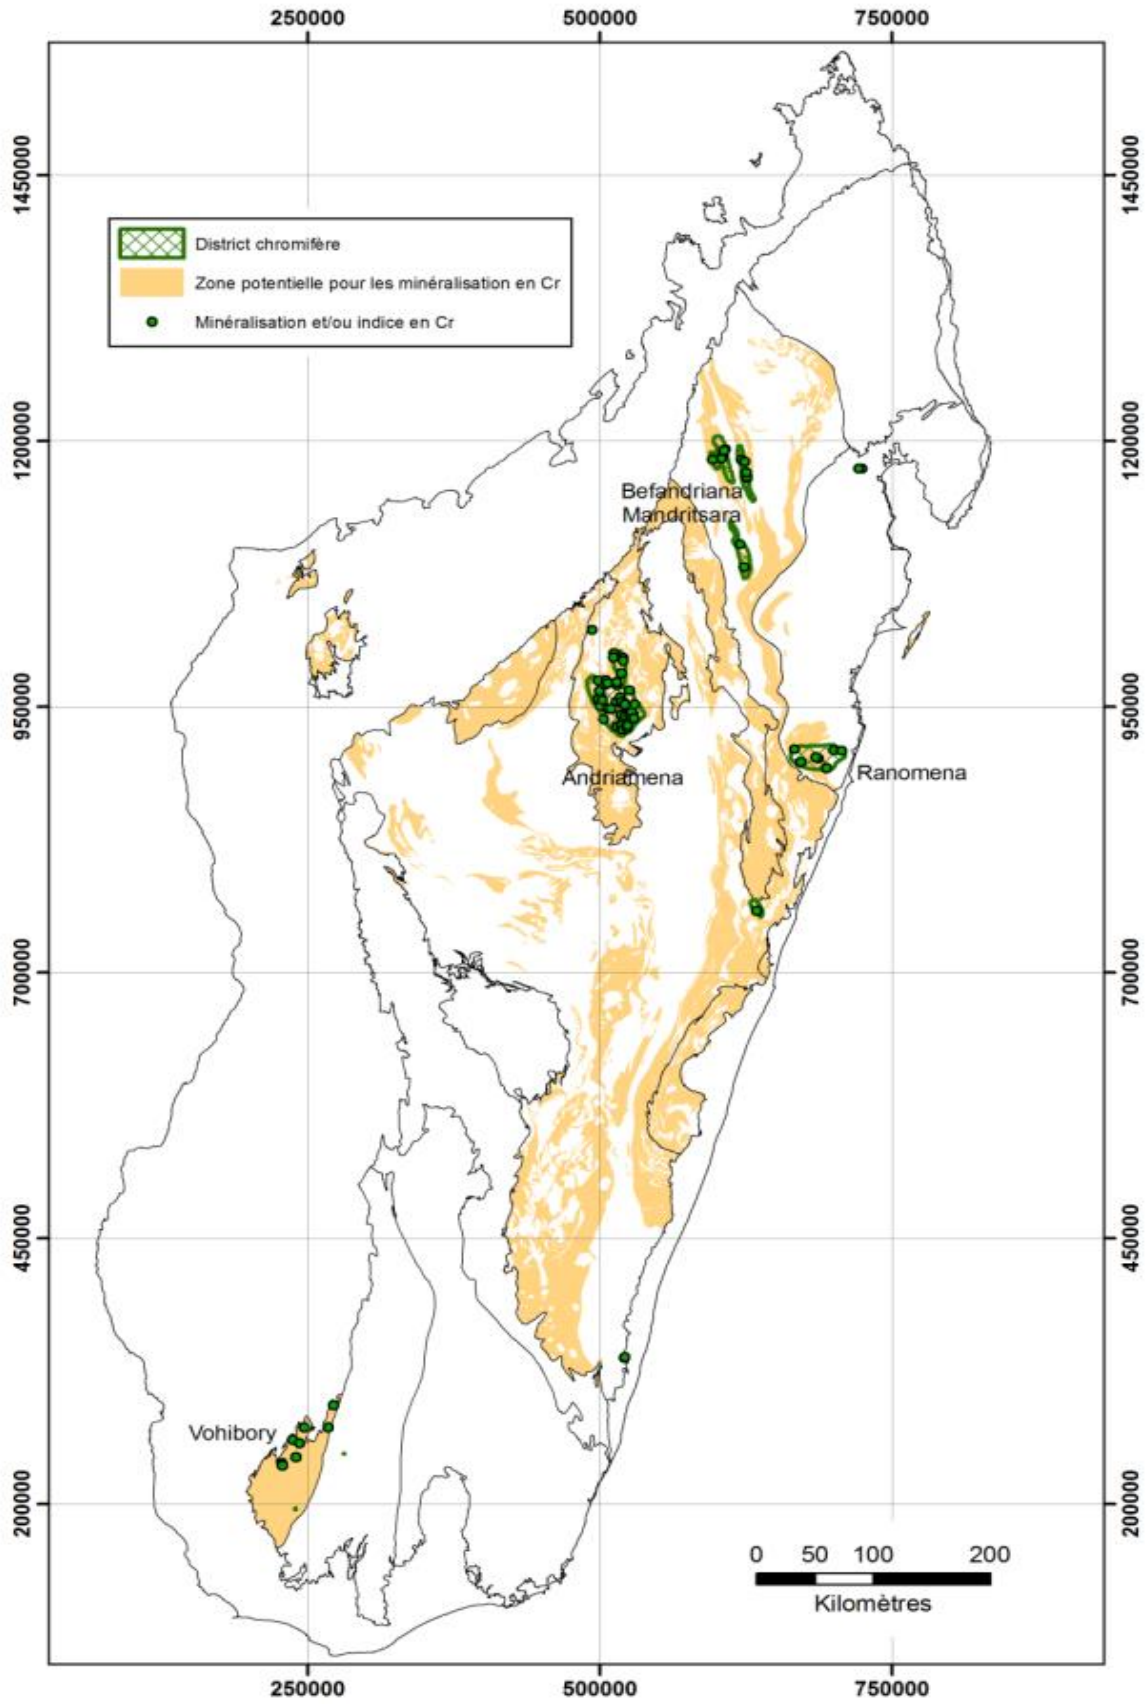 250000 500000 750000
1450000 1450000
District chromifère
Zone potentielle pour les minéralisation en Cr
Minéralisation et/ou indice en Cr
1200000 1200000
Befandriana
Mandritsara
950000 950000
Andriamena
Ranomena
700000 700000
450000 450000
Vohibory
200000 200000
0 50 100 200
Kilomètres
250000 500000 750000